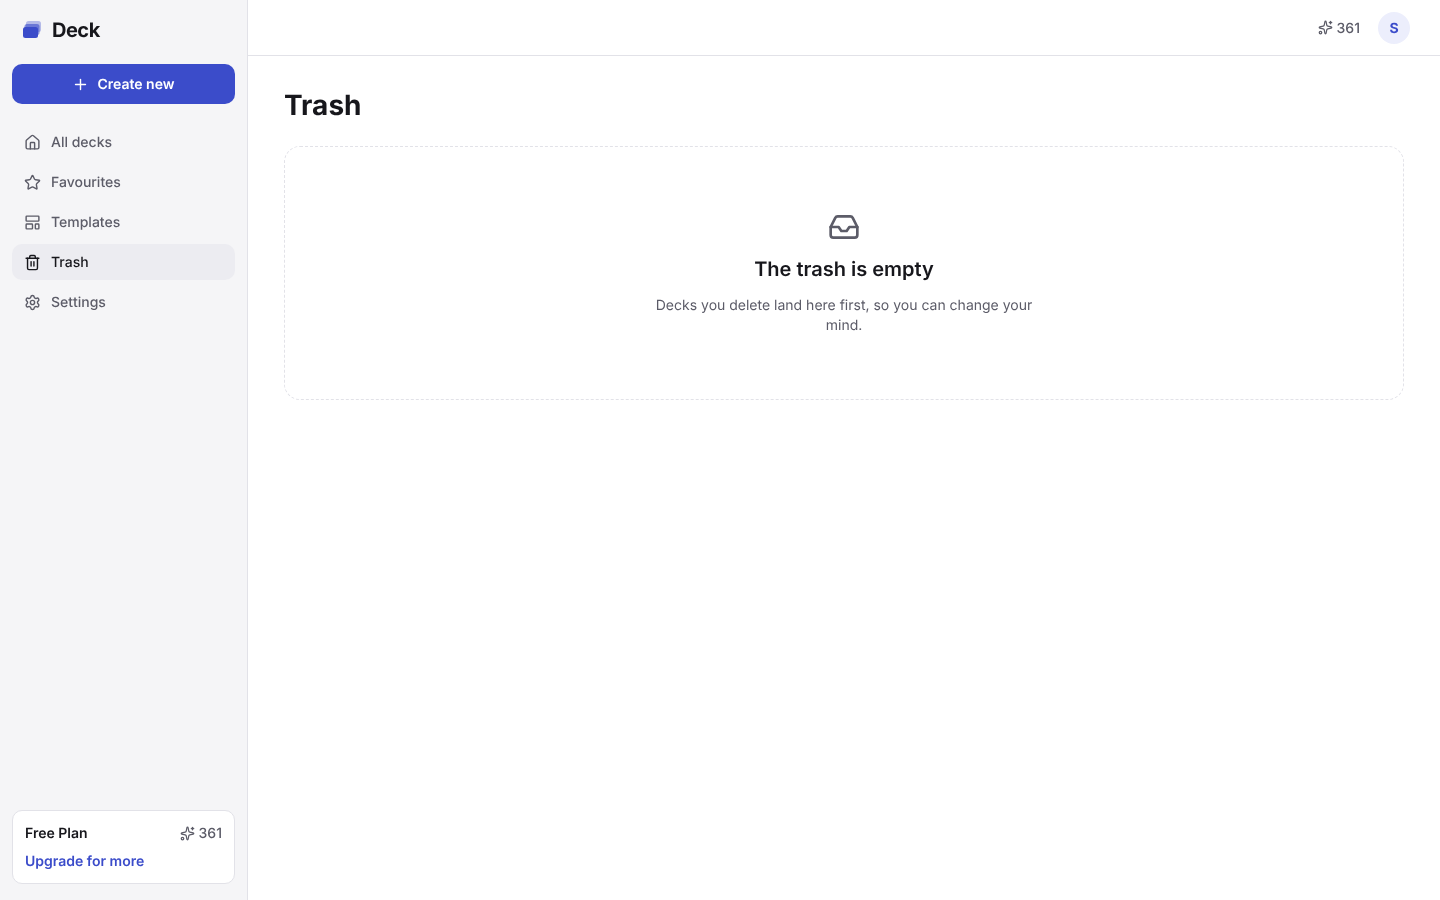 Deck
Create new
All decks
Favourites
Templates
Trash
Settings
Free Plan
361
Upgrade for more
361
S
Trash
The trash is empty
Decks you delete land here first, so you can change your
mind.